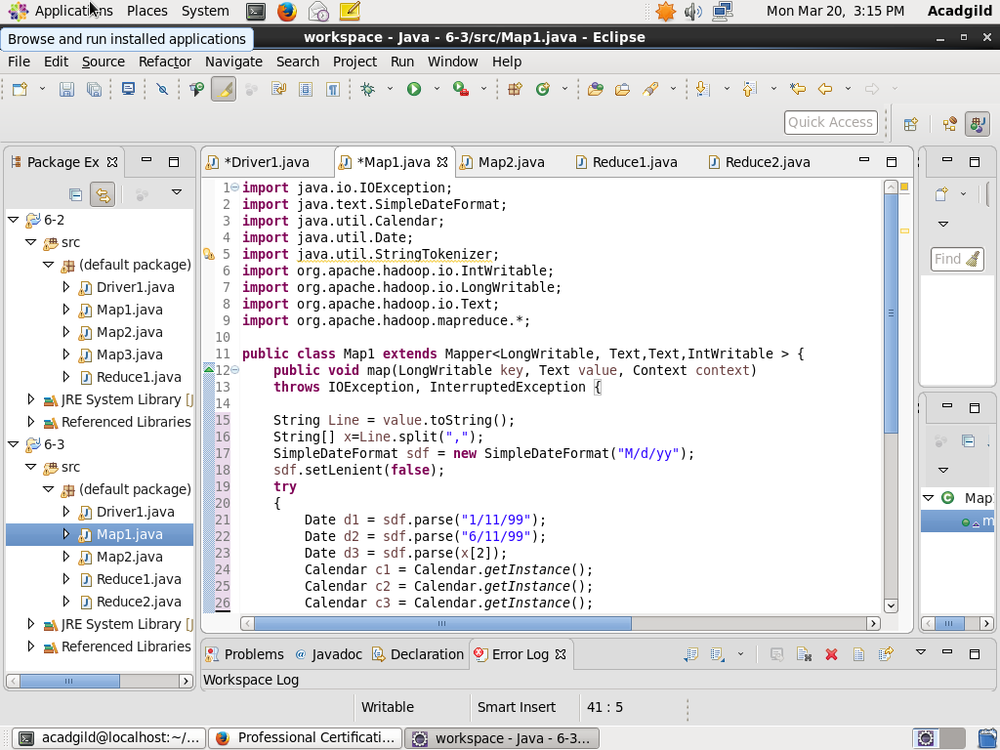 Applications Places System Mon Mar 20, 3:15 PM Acadgild
Browse and run installed applications
workspace - Java - 6-3/src/Map1.java - Eclipse
File Edit Source Refactor Navigate Search Project Run Window Help
Quick Access
Package Ex
*Driver1.java *Map1.java Map2.java Reduce1.java Reduce2.java
6-2
src
(default package)
Driver1.java
Map1.java
Map2.java
Map3.java
Reduce1.java
JRE System Library [J
Referenced Libraries
6-3
src
(default package)
Driver1.java
Map1.java
Map2.java
Reduce1.java
Reduce2.java
JRE System Library [J
Referenced Libraries
1 import java.io.IOException;
2 import java.text.SimpleDateFormat;
3 import java.util.Calendar;
4 import java.util.Date;
5 import java.util.StringTokenizer;
6 import org.apache.hadoop.io.IntWritable;
7 import org.apache.hadoop.io.LongWritable;
8 import org.apache.hadoop.io.Text;
9 import org.apache.hadoop.mapreduce.*;
10
11 public class Map1 extends Mapper<LongWritable, Text,Text,IntWritable > {
12 public void map(LongWritable key, Text value, Context context)
13 throws IOException, InterruptedException {
14
15 String Line = value.toString();
16 String[] x=Line.split(",");
17 SimpleDateFormat sdf = new SimpleDateFormat("M/d/yy");
18 sdf.setLenient(false);
19 try
20 {
21 Date d1 = sdf.parse("1/11/99");
22 Date d2 = sdf.parse("6/11/99");
23 Date d3 = sdf.parse(x[2]);
24 Calendar c1 = Calendar.getInstance();
25 Calendar c2 = Calendar.getInstance();
26 Calendar c3 = Calendar.getInstance();
Find
Map
m
Problems @ Javadoc Declaration Error Log
Workspace Log
Writable Smart Insert 41 : 5
acadgild@localhost:~/... Professional Certificati... workspace - Java - 6-3...